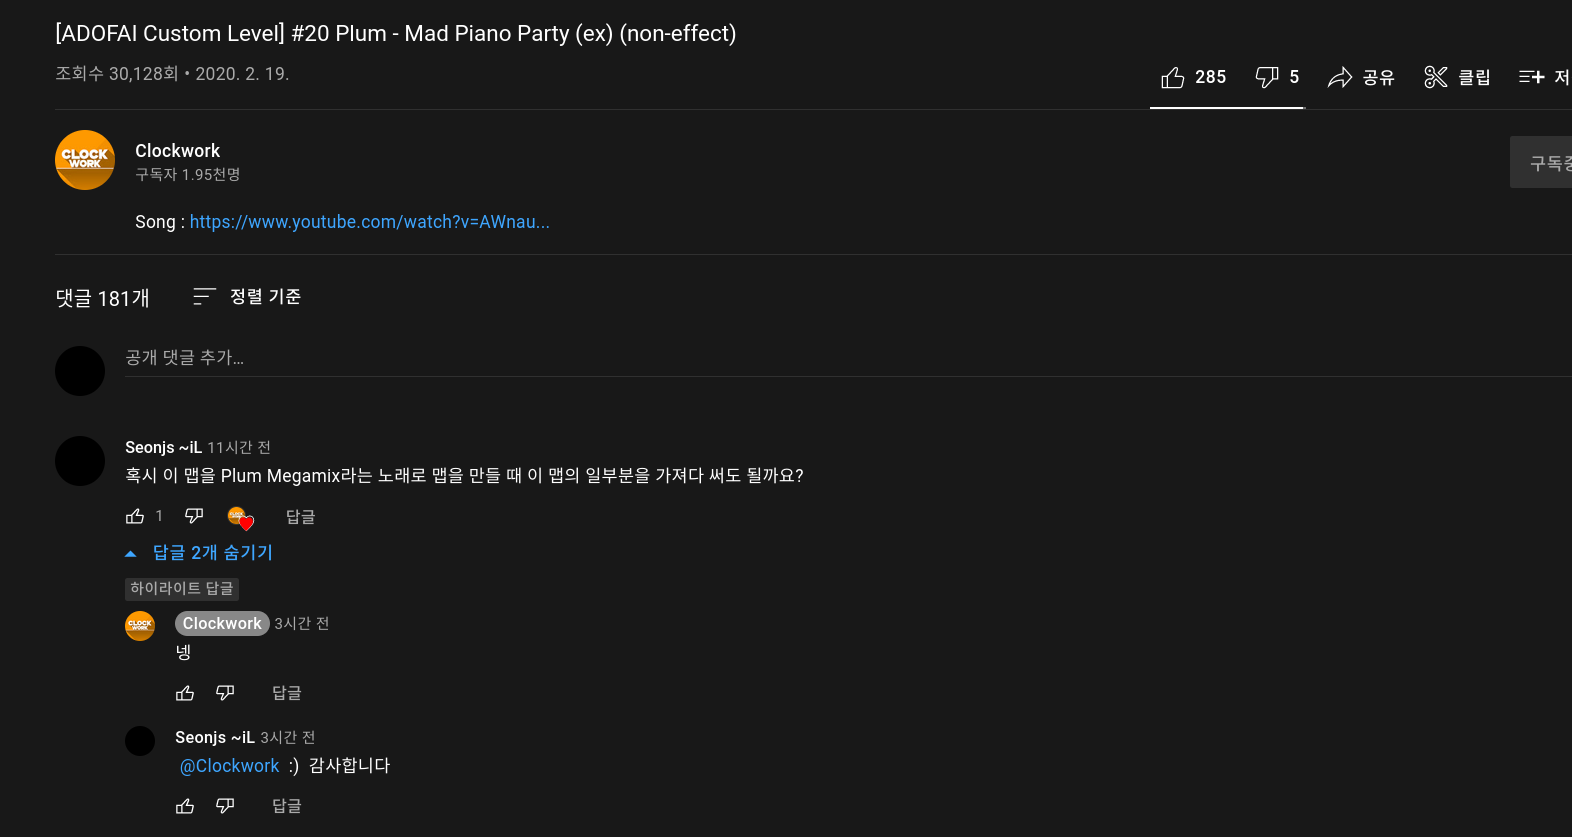 [ADOFAI Custom Level] #20 Plum - Mad Piano Party (ex) (non-effect)
조회수 30,128회 • 2020. 2. 19.
285 5 공유 클립 저
CLOCK
WORK
Clockwork
구독자 1.95천명
구독중
Song : https://www.youtube.com/watch?v=AWnau...
댓글 181개 정렬 기준
공개 댓글 추가...
Seonjs ~iL 11시간 전
혹시 이 맵을 Plum Megamix라는 노래로 맵을 만들 때 이 맵의 일부분을 가져다 써도 될까요?
1 답글
답글 2개 숨기기
하이라이트 답글
CLOCK
WORK
Clockwork 3시간 전
넹
답글
Seonjs ~iL 3시간 전
@Clockwork :) 감사합니다
답글